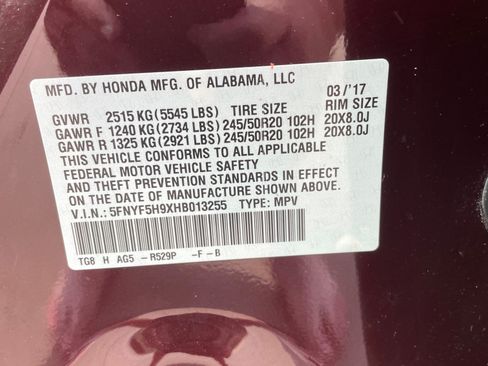 MFD. BY HONDA MFG. OF ALABAMA, LLC 03/'17
GVWR 2515 KG(5545 LBS) TIRE SIZE RIM SIZE
GAWR F 1240 KG(2734 LBS) 245/50R20 102H 20X8.0J
GAWR R 1325 KG(2921 LBS) 245/50R20 102H 20X8.0J
THIS VEHICLE CONFORMS TO ALL APPLICABLE
FEDERAL MOTOR VEHICLE SAFETY
AND THEFT PREVENTION STANDARDS IN EFFECT
ON THE DATE OF MANUFACTURE SHOWN ABOVE.
V.I.N.: 5FNYF5H9XHB013255 TYPE: MPV
TG8 H AG5 -R529P -F-B